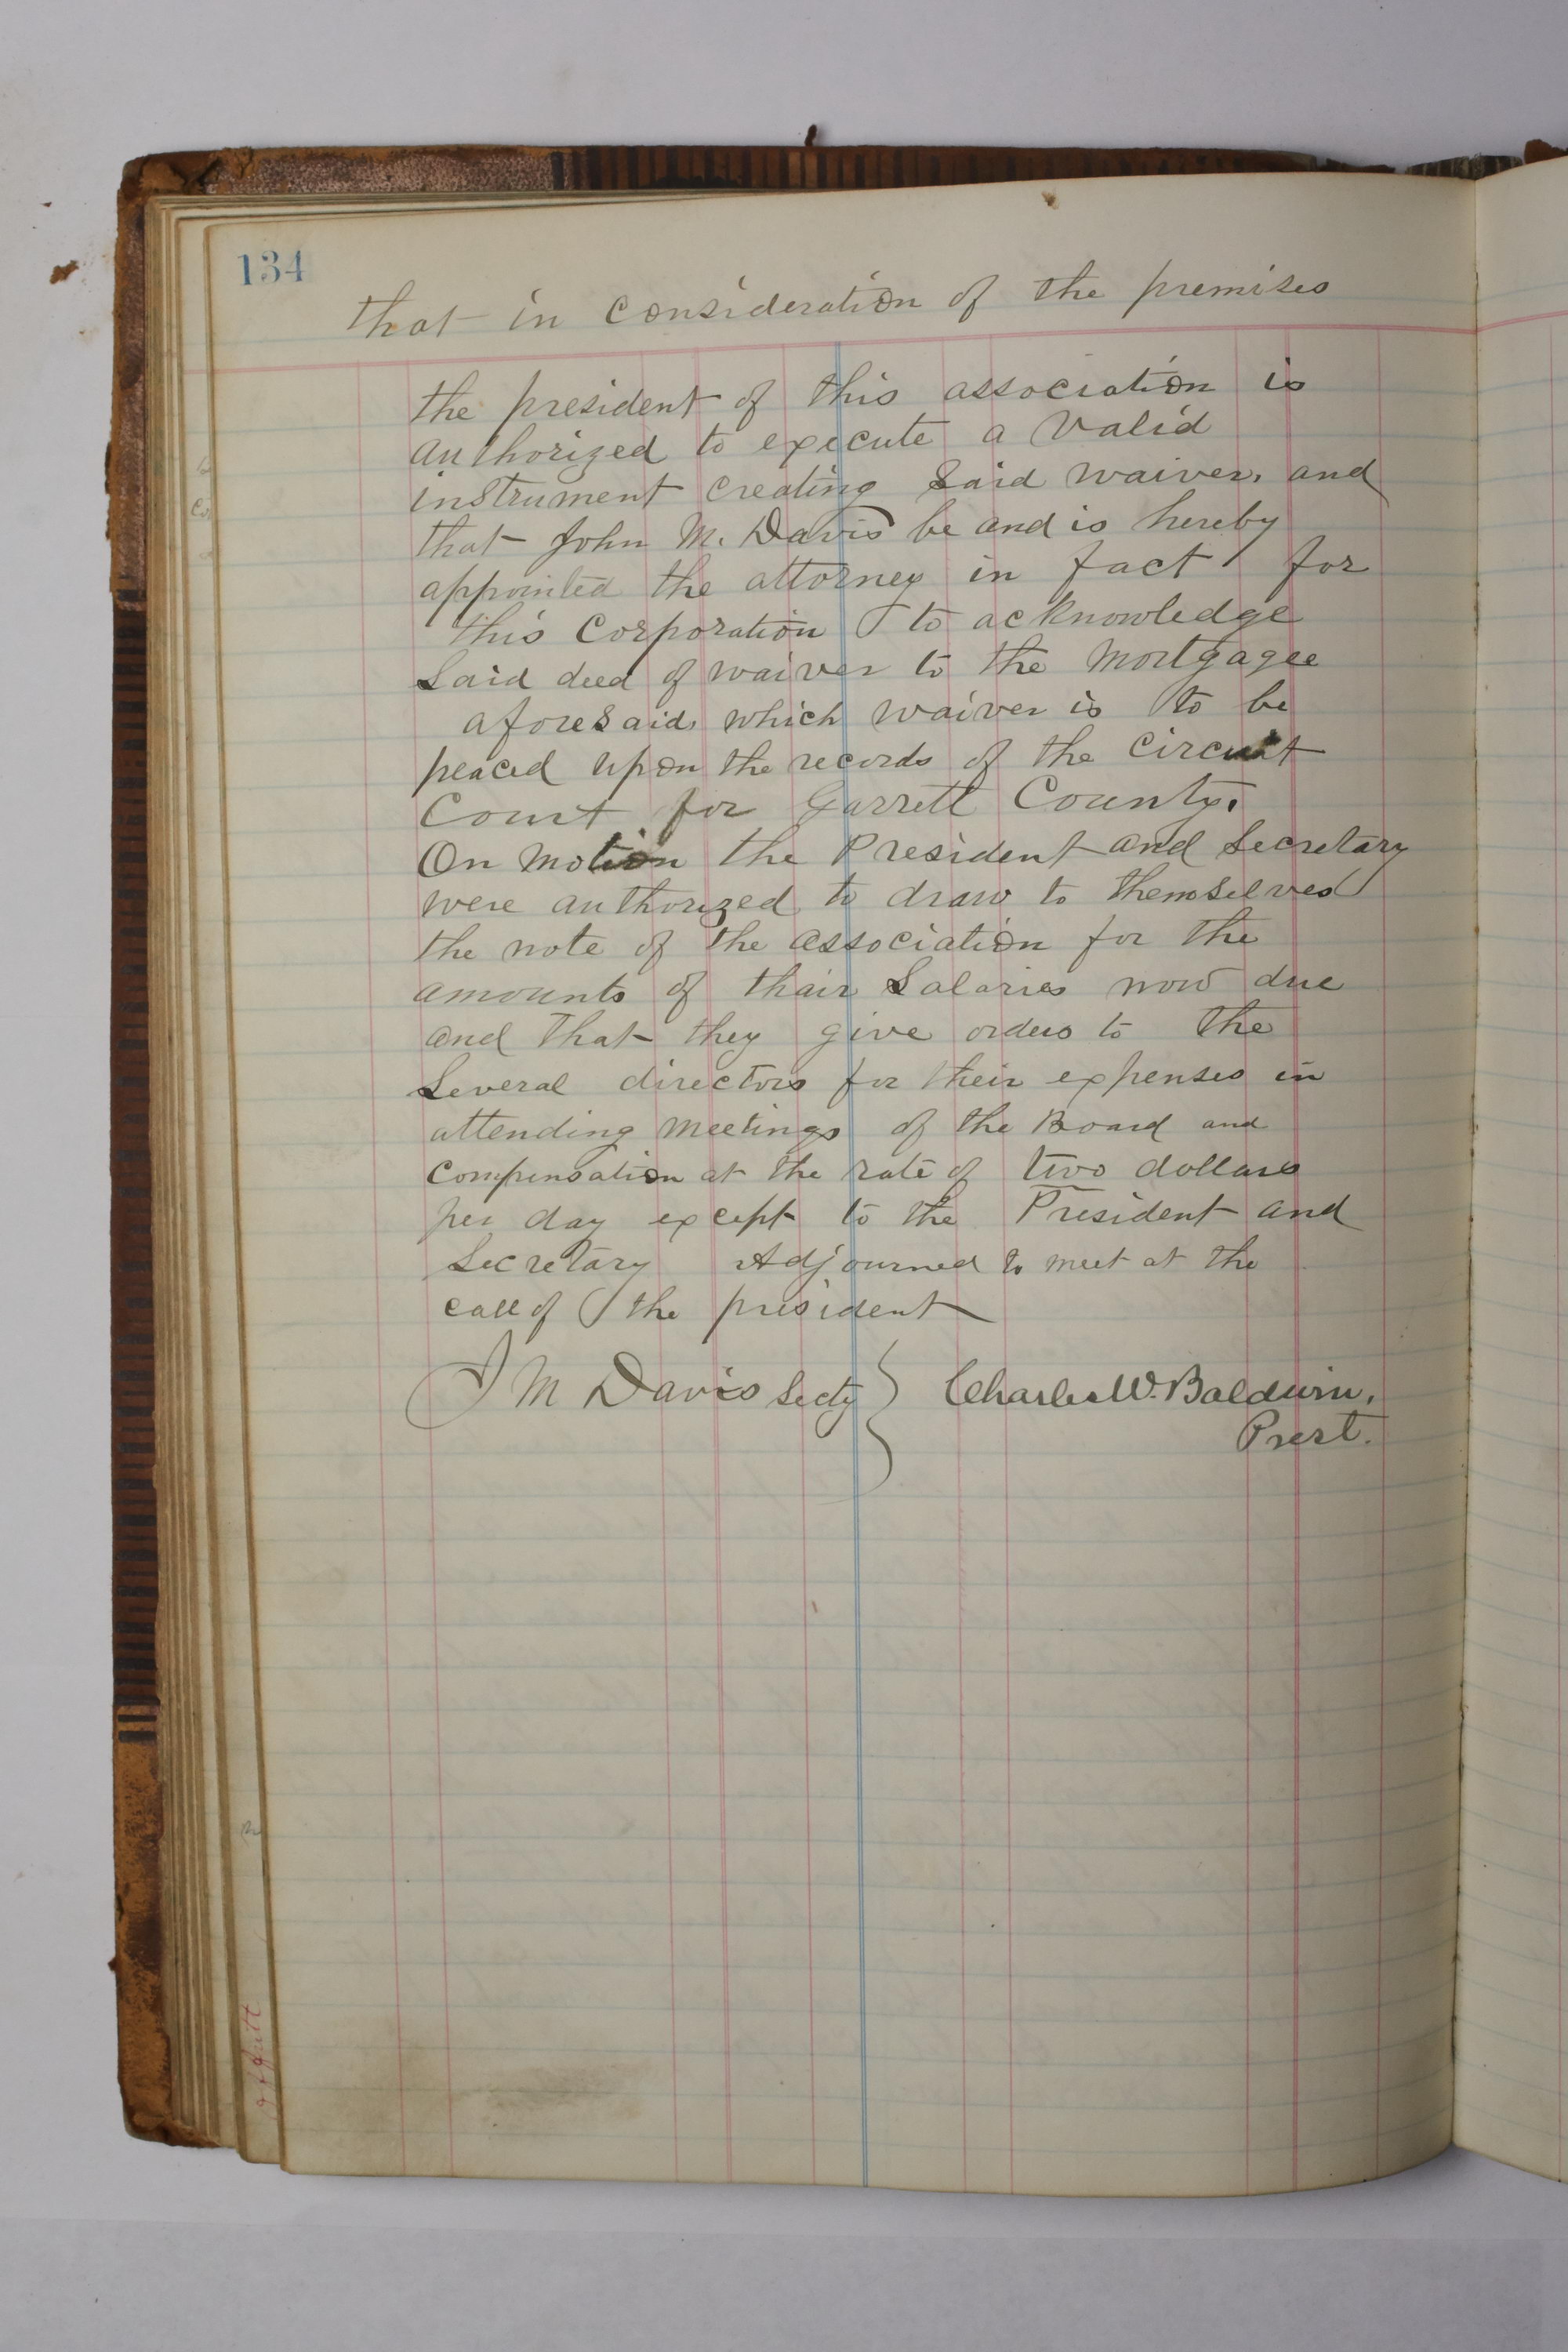 134
that in consideration of the premises
the president of this association is
authorized to execute a valid
instrument creating said waiver, and
that John M. Davis be and is hereby
appointed the attorney in fact for
this Corporation to acknowledge
said deed of waiver to the Mortgagee
aforesaid, which waiver is to be
placed upon the records of the Circuit
Court for Garrett County.
On motion the President and Secretary
were authorized to draw to themselves
the note of the association for the
amounts of thair Salaries now due
and that they give orders to the
several directors for their expenses in
attending meetings of the Board and
compensation at the rate of two dollars
per day except to the President and
Secretary Adjourned to meet at the
call of the president
J M Davis Secty } Charles W. Baldwin,
Prest.